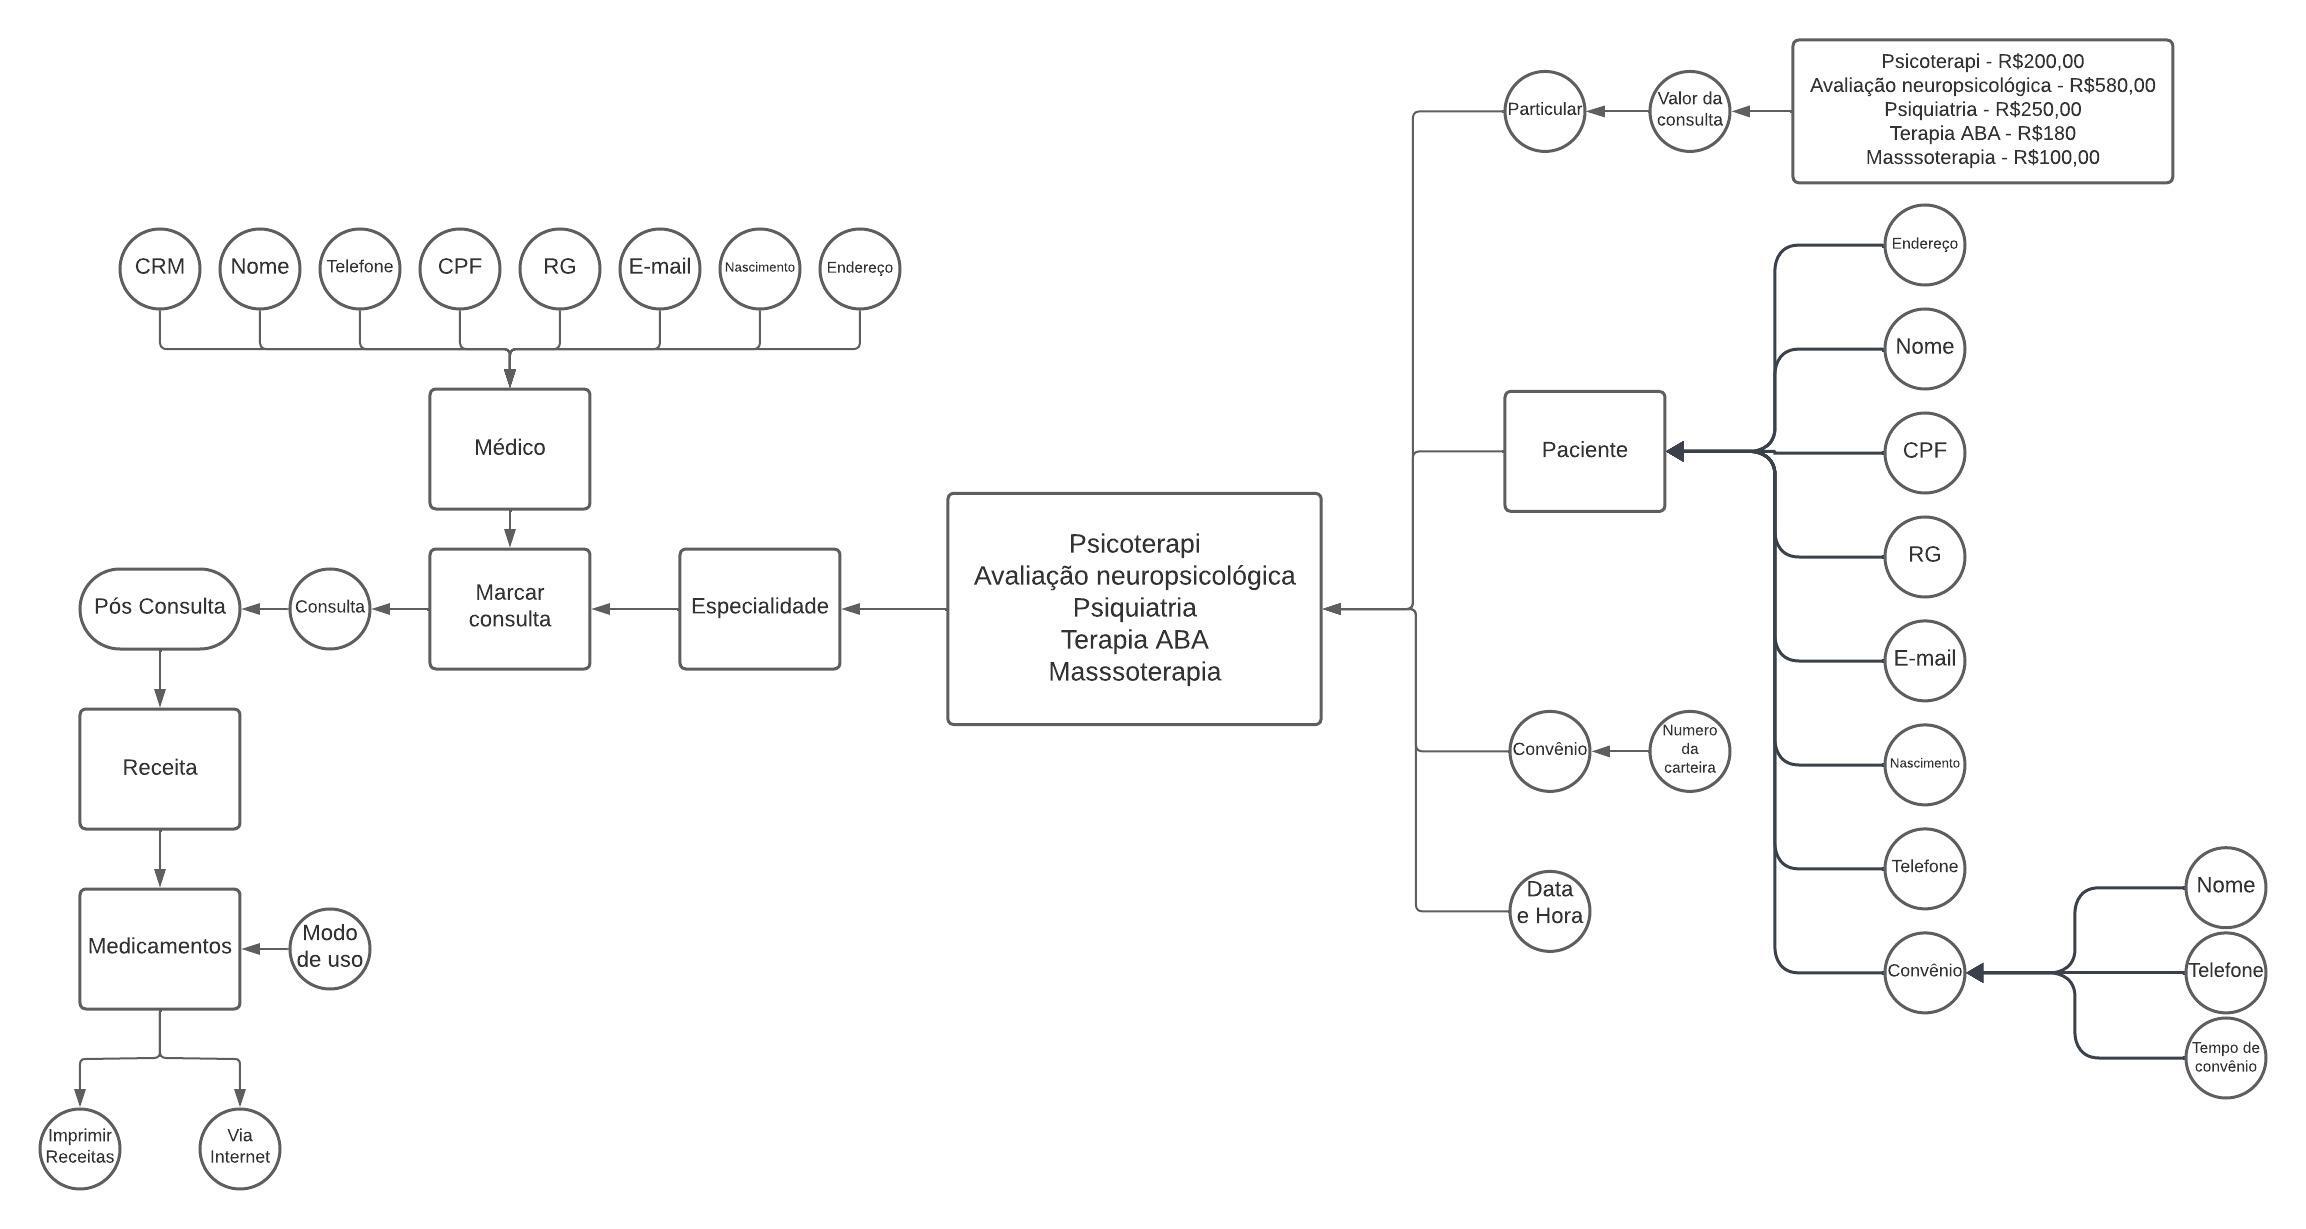 Psicoterapi - R$200,00
Avaliação neuropsicológica - R$580,00
Psiquiatria - R$250,00
Terapia ABA - R$180
Masssoterapia - R$100,00
Particular
Valor da
consulta
CRM
Nome
Telefone
CPF
RG
E-mail
Nascimento
Endereço
Médico
Pós Consulta
Consulta
Marcar
consulta
Especialidade
Psicoterapi
Avaliação neuropsicológica
Psiquiatria
Terapia ABA
Masssoterapia
Paciente
Endereço
Nome
CPF
RG
E-mail
Nascimento
Telefone
Convênio
Convênio
Numero
da
carteira
Data
e Hora
Nome
Telefone
Tempo de
convênio
Receita
Medicamentos
Modo
de uso
Imprimir
Receitas
Via
Internet